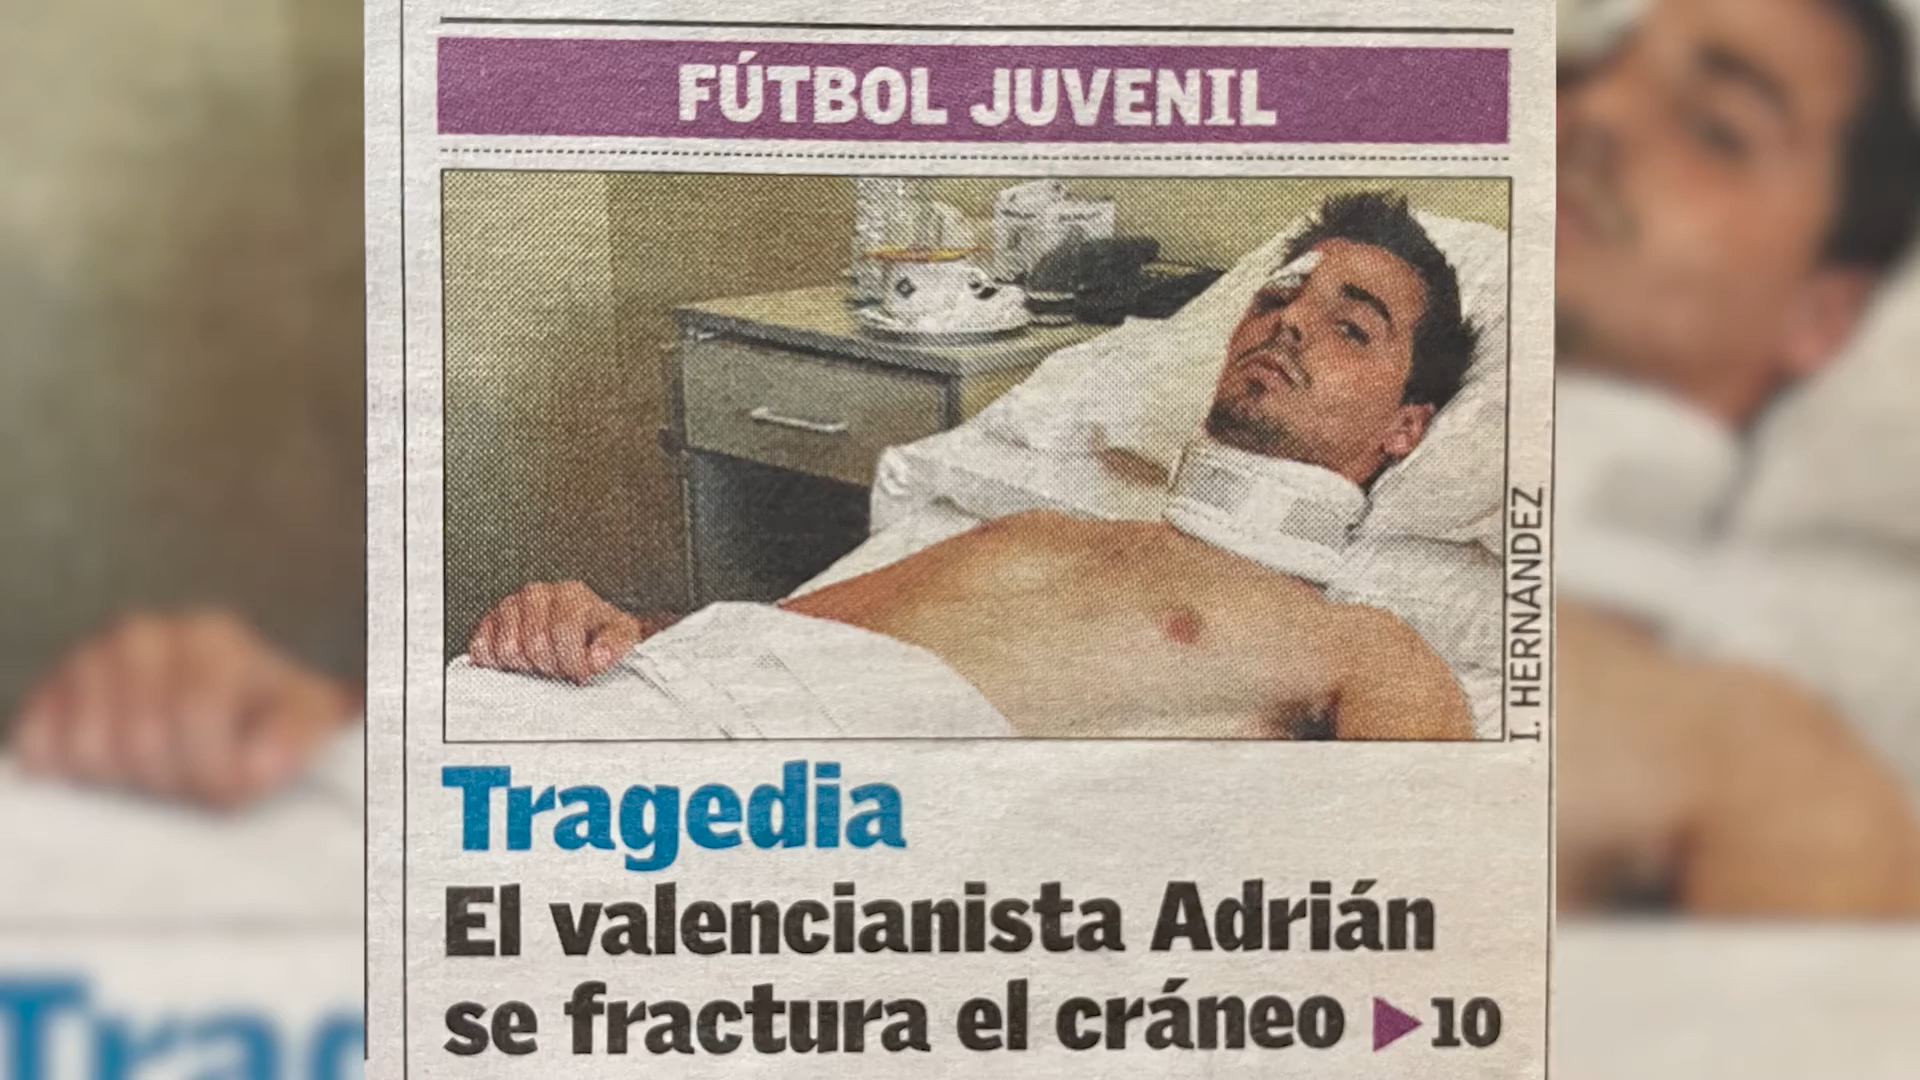 FÚTBOL JUVENIL
I. HERNÁNDEZ
Tragedia
El valencianista Adrián
se fractura el cráneo ▶10